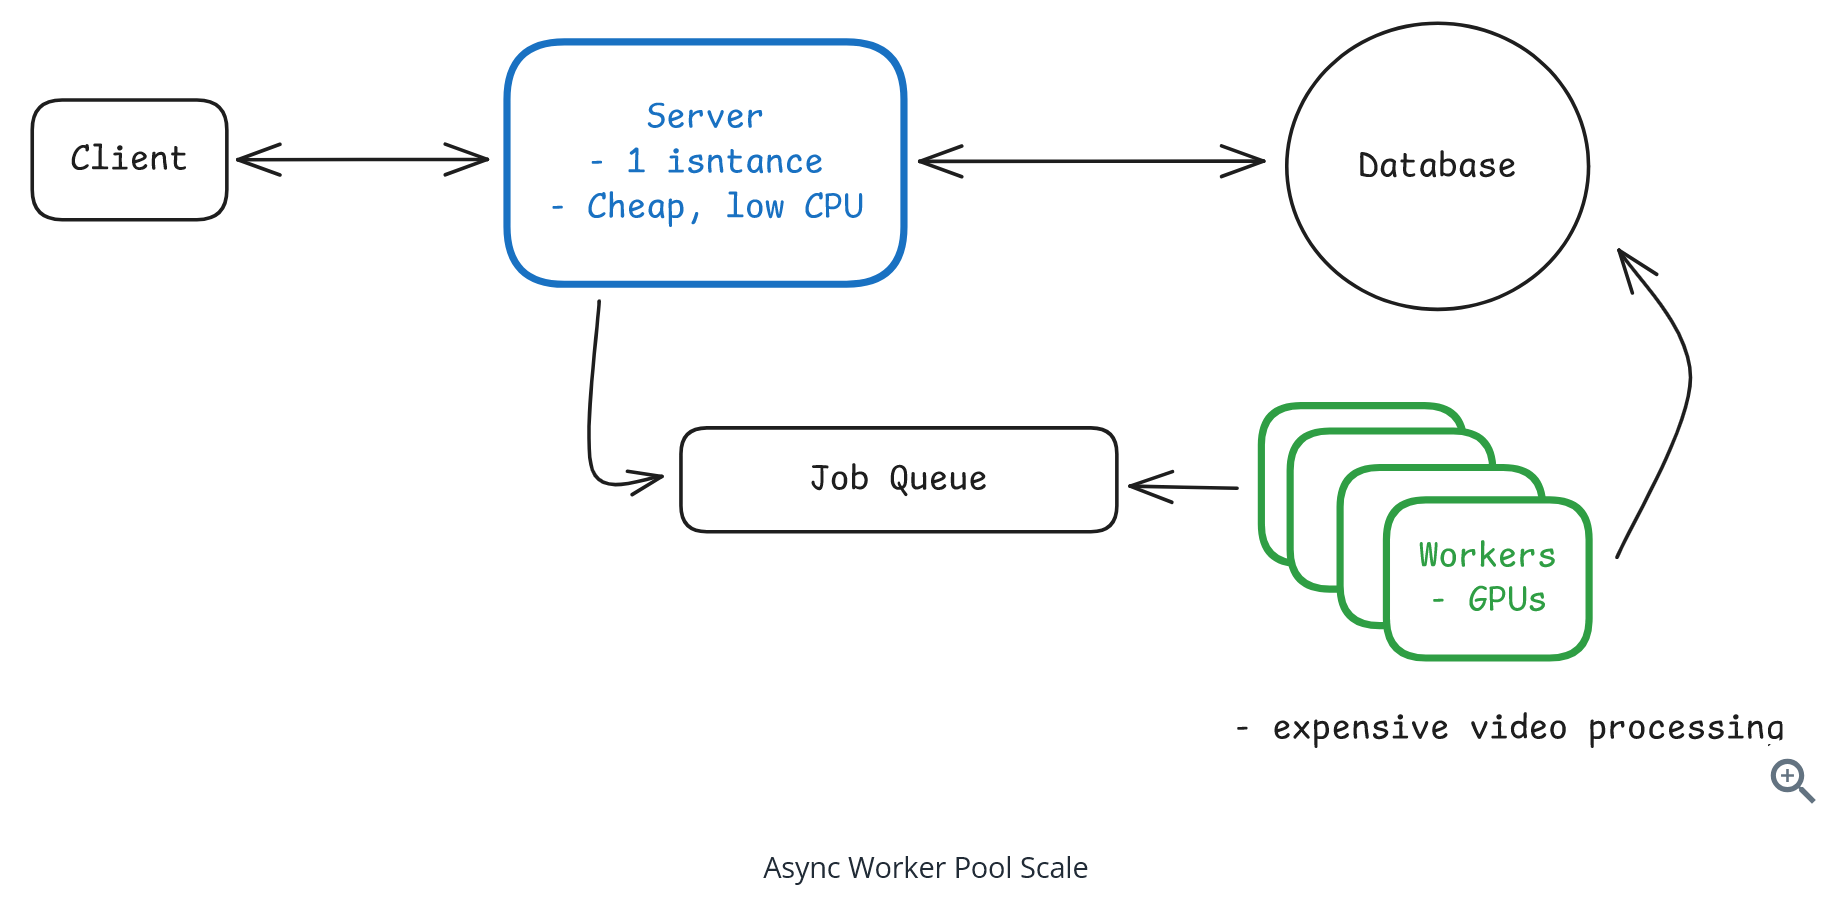 Client
Server
- 1 isntance
- Cheap, low CPU
Database
Job Queue
Workers
- GPUs
- expensive video processing
Async Worker Pool Scale